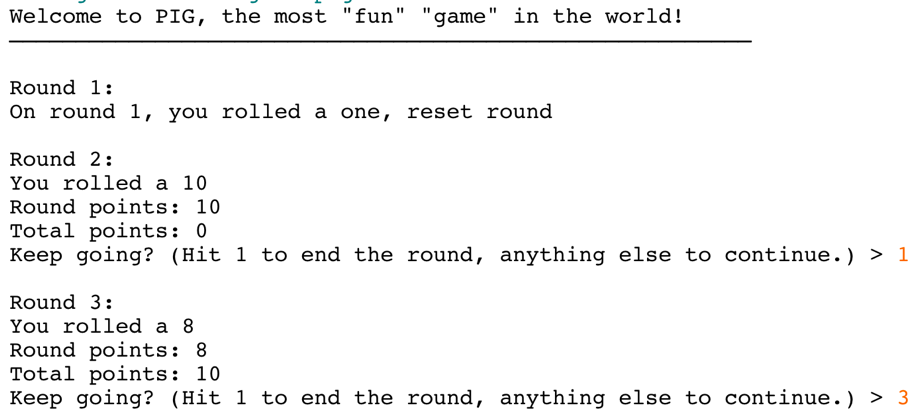 Welcome to PIG, the most "fun" "game" in the world!
Round 1:
On round 1, you rolled a one, reset round
Round 2:
You rolled a 10
Round points: 10
Total points: 0
Keep going? (Hit 1 to end the round, anything else to continue.) > 1
Round 3:
You rolled a 8
Round points: 8
Total points: 10
Keep going? (Hit 1 to end the round, anything else to continue.) > 3